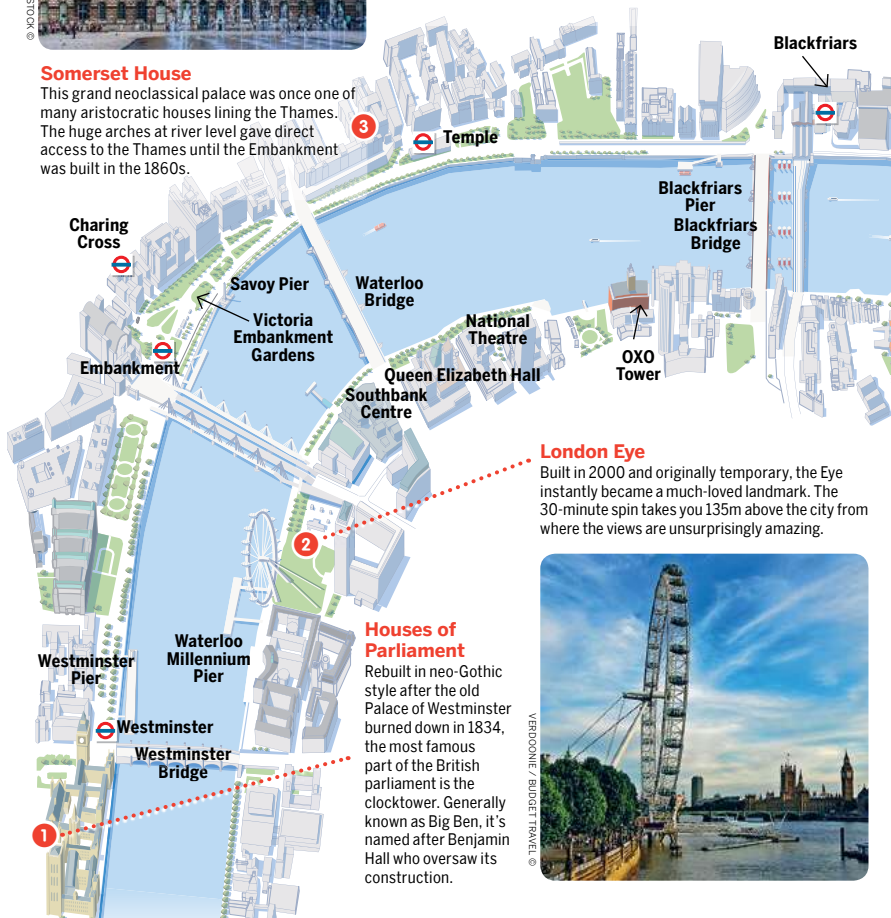 STOCK ©
Somerset House
This grand neoclassical palace was once one of
many aristocratic houses lining the Thames.
The huge arches at river level gave direct
access to the Thames until the Embankment
was built in the 1860s.
3
Temple
Blackfriars
Blackfriars
Pier
Blackfriars
Bridge
Charing
Cross
Savoy Pier
Victoria
Embankment
Gardens
Embankment
Waterloo
Bridge
National
Theatre
Queen Elizabeth Hall
Southbank
Centre
OXO
Tower
London Eye
Built in 2000 and originally temporary, the Eye
instantly became a much-loved landmark. The
30-minute spin takes you 135m above the city from
where the views are unsurprisingly amazing.
2
Houses of
Parliament
Rebuilt in neo-Gothic
style after the old
Palace of Westminster
burned down in 1834,
the most famous
part of the British
parliament is the
clocktower. Generally
known as Big Ben, it's
named after Benjamin
Hall who oversaw its
construction.
Waterloo
Millennium
Pier
Westminster
Pier
Westminster
Westminster
Bridge
1
VERDOONIE / BUDGET TRAVEL ©